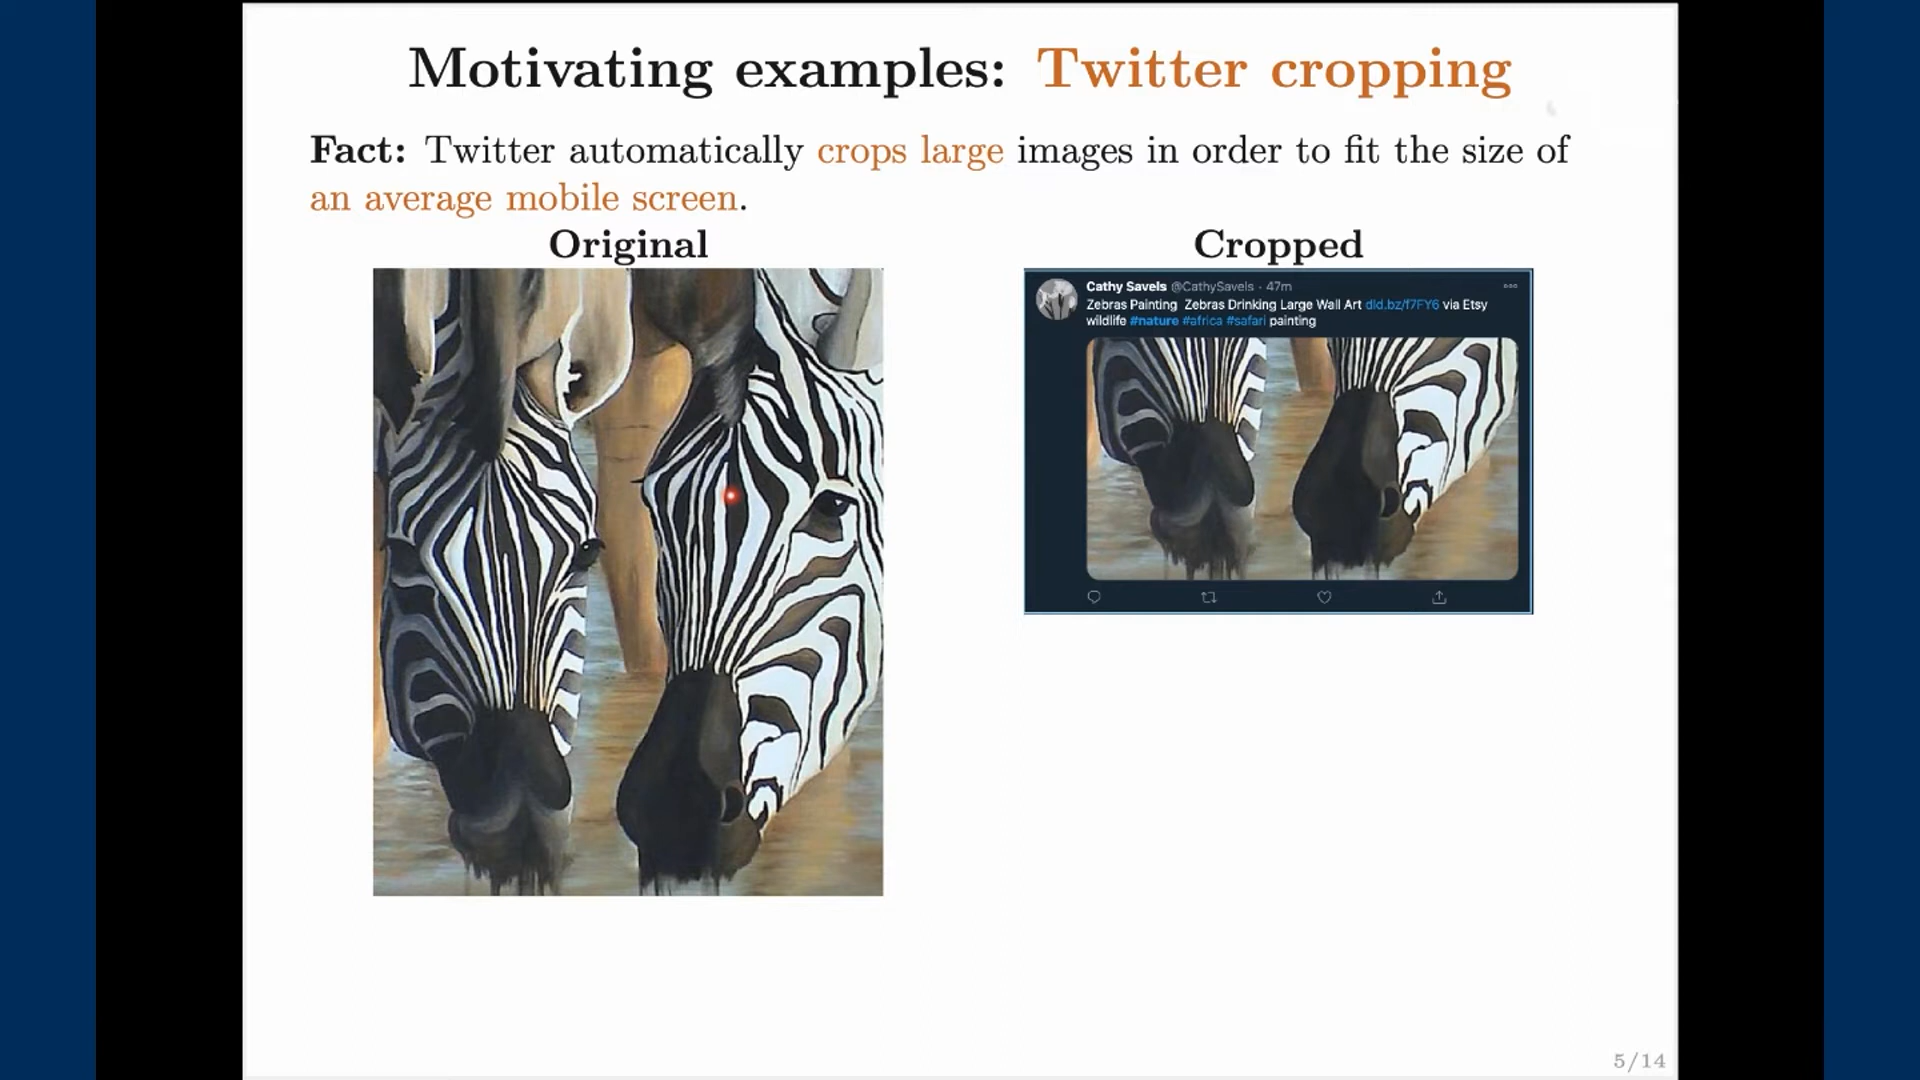 Motivating examples: Twitter cropping
Fact: Twitter automatically crops large images in order to fit the size of
an average mobile screen.
Original
Cropped
Cathy Savels @CathySavels · 47m
Zebras Painting Zebras Drinking Large Wall Art dld.bz/f7FY6 via Etsy
wildlife #nature #africa #safari painting
5/14